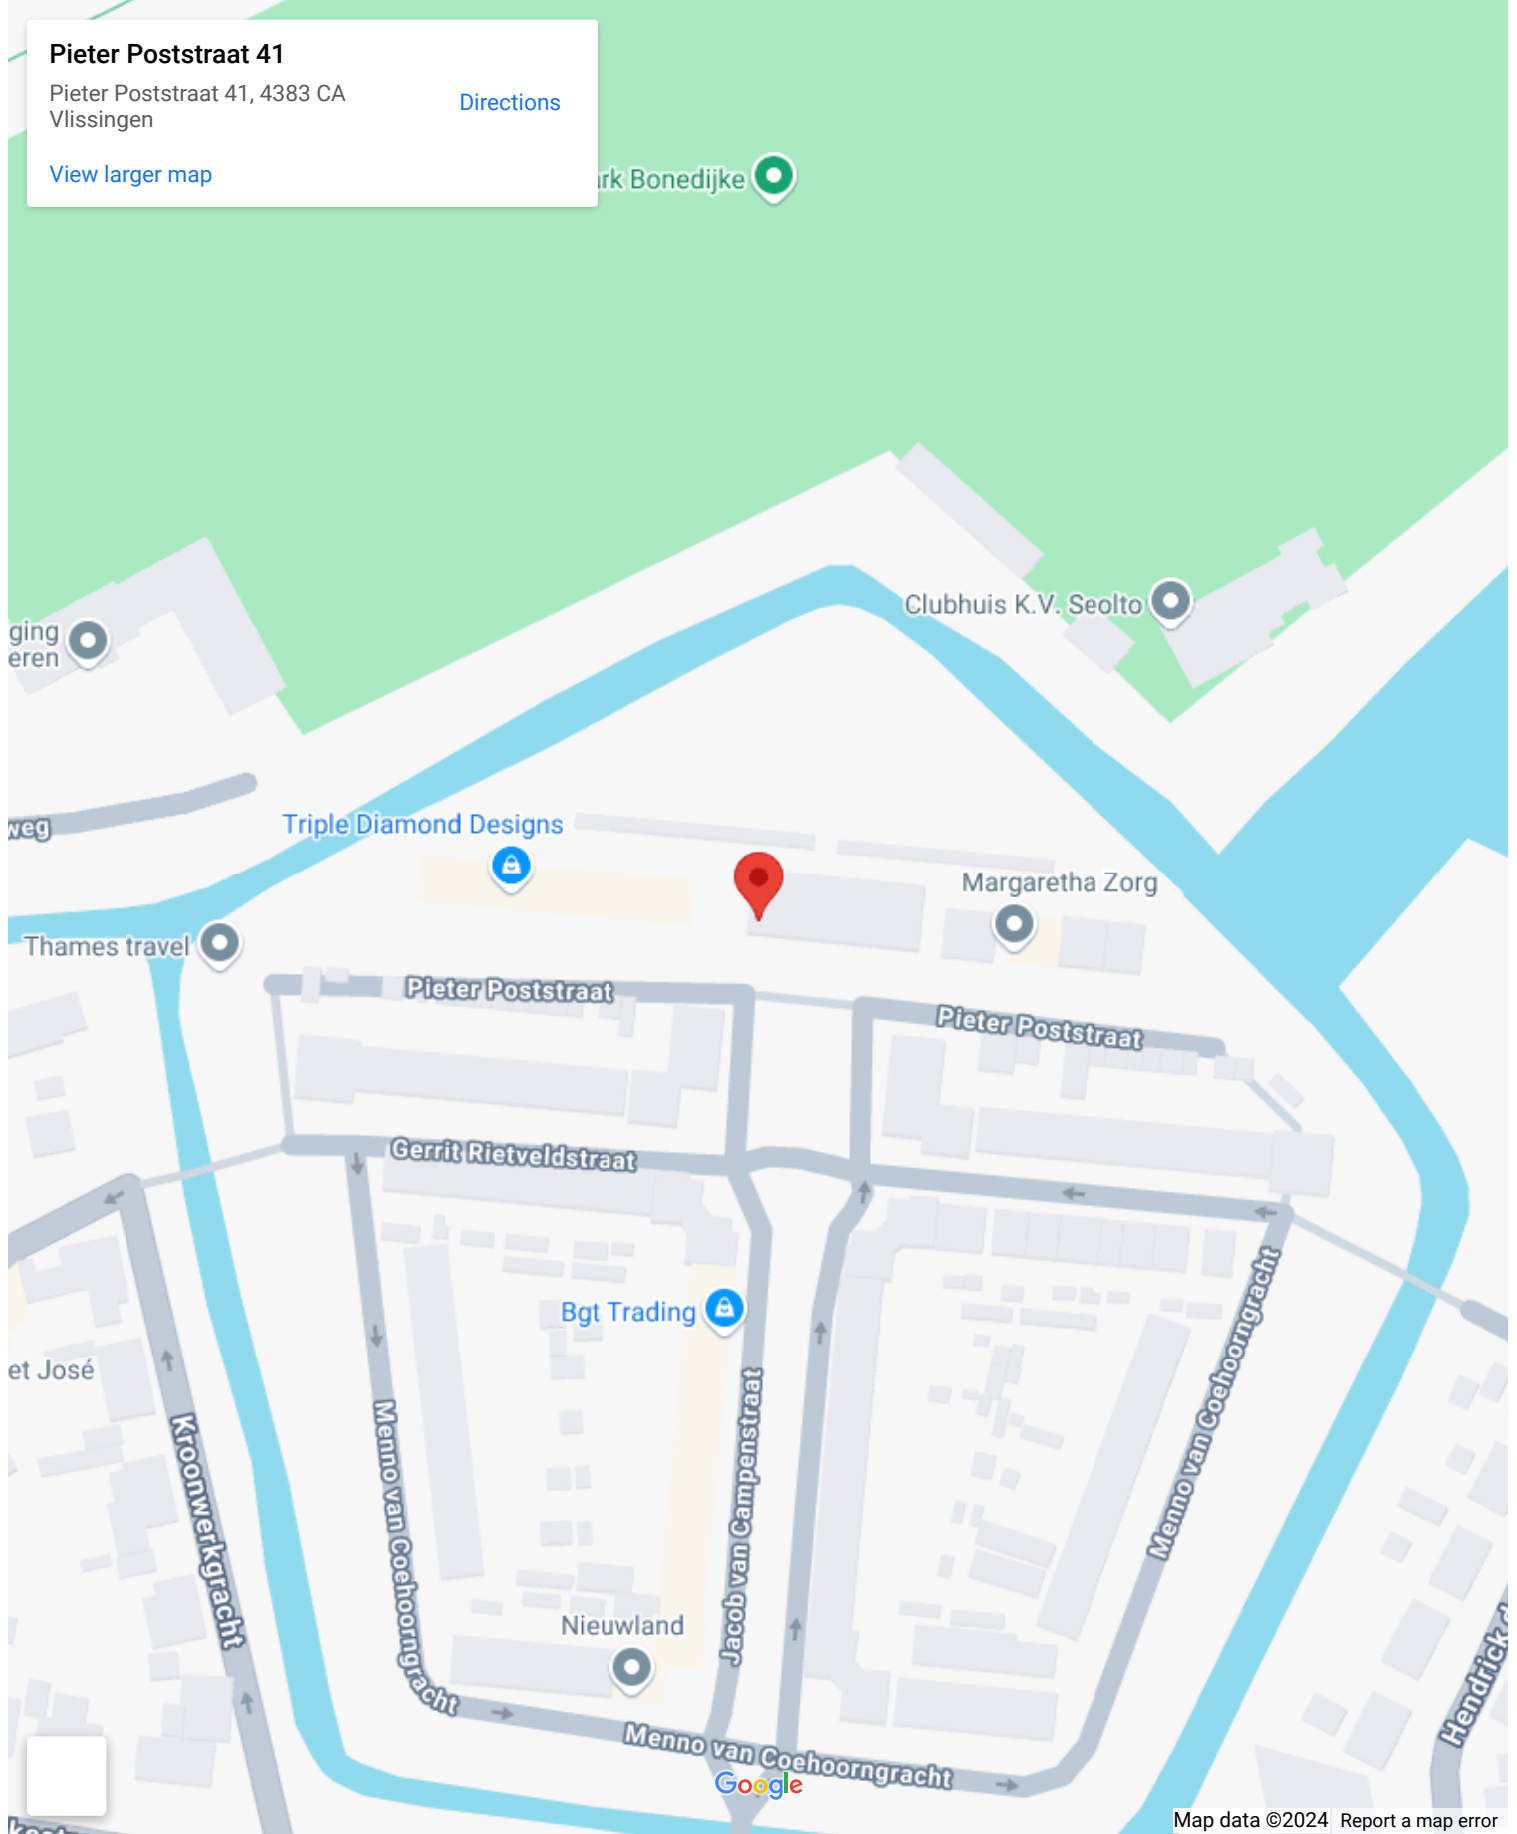 Pieter Poststraat 41
Pieter Poststraat 41, 4383 CA
Vlissingen
Directions
View larger map
rk Bonedijke
Clubhuis K.V. Seolto
ging
eren
weg
Triple Diamond Designs
Margaretha Zorg
Thames travel
Pieter Poststraat
Pieter Poststraat
Gerrit Rietveldstraat
Bgt Trading
et José
Kroonwerkgracht
Menno van Coehoorngracht
Jacob van Campenstraat
Menno van Coehoorngracht
Nieuwland
Menno van Coehoorngracht
Hendrick d
Google
Map data ©2024
Report a map error